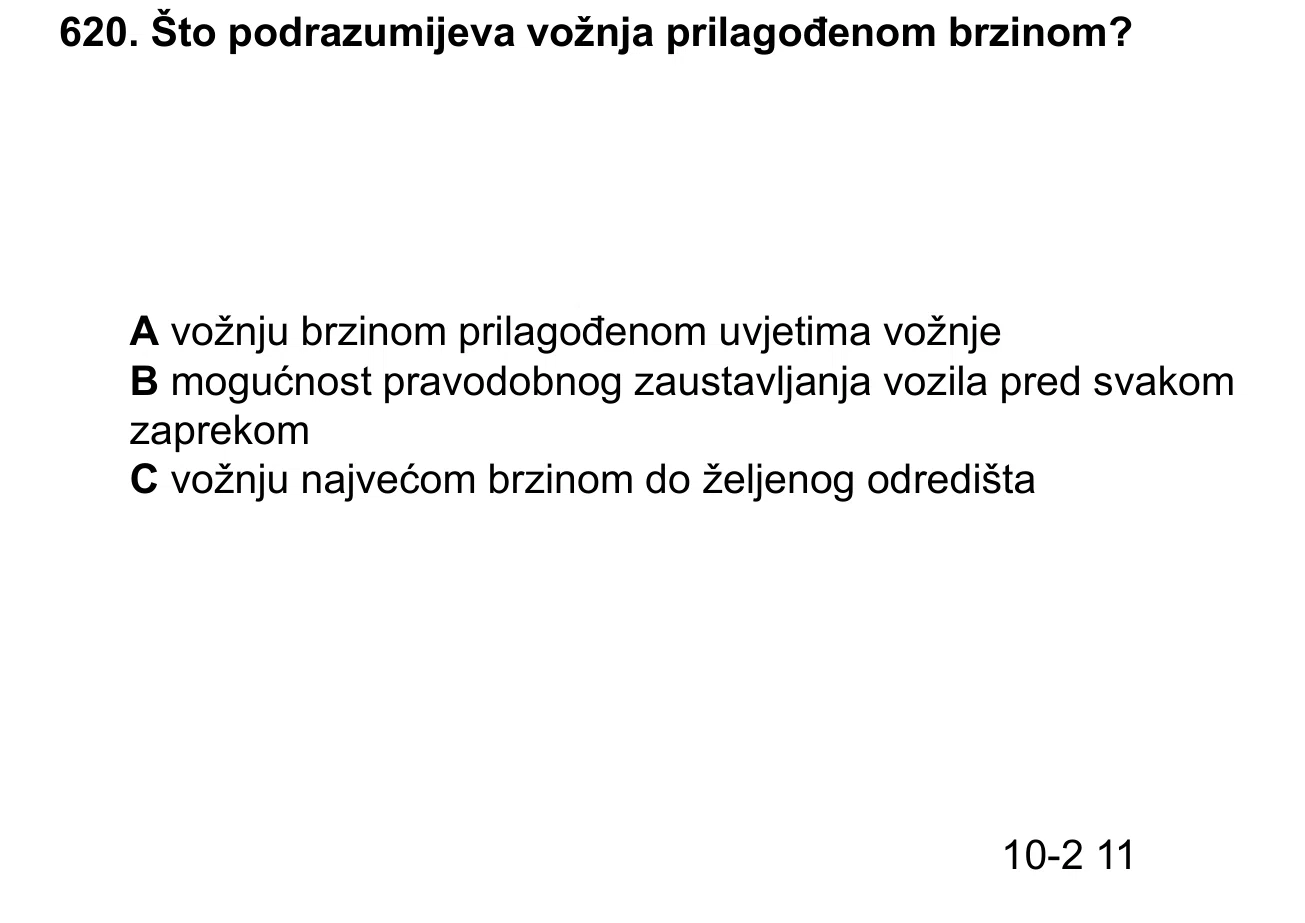 620. Što podrazumijeva vožnja prilagođenom brzinom?
A vožnju brzinom prilagođenom uvjetima vožnje
B mogućnost pravodobnog zaustavljanja vozila pred svakom
zaprekom
C vožnju najvećom brzinom do željenog odredišta
10-2 11